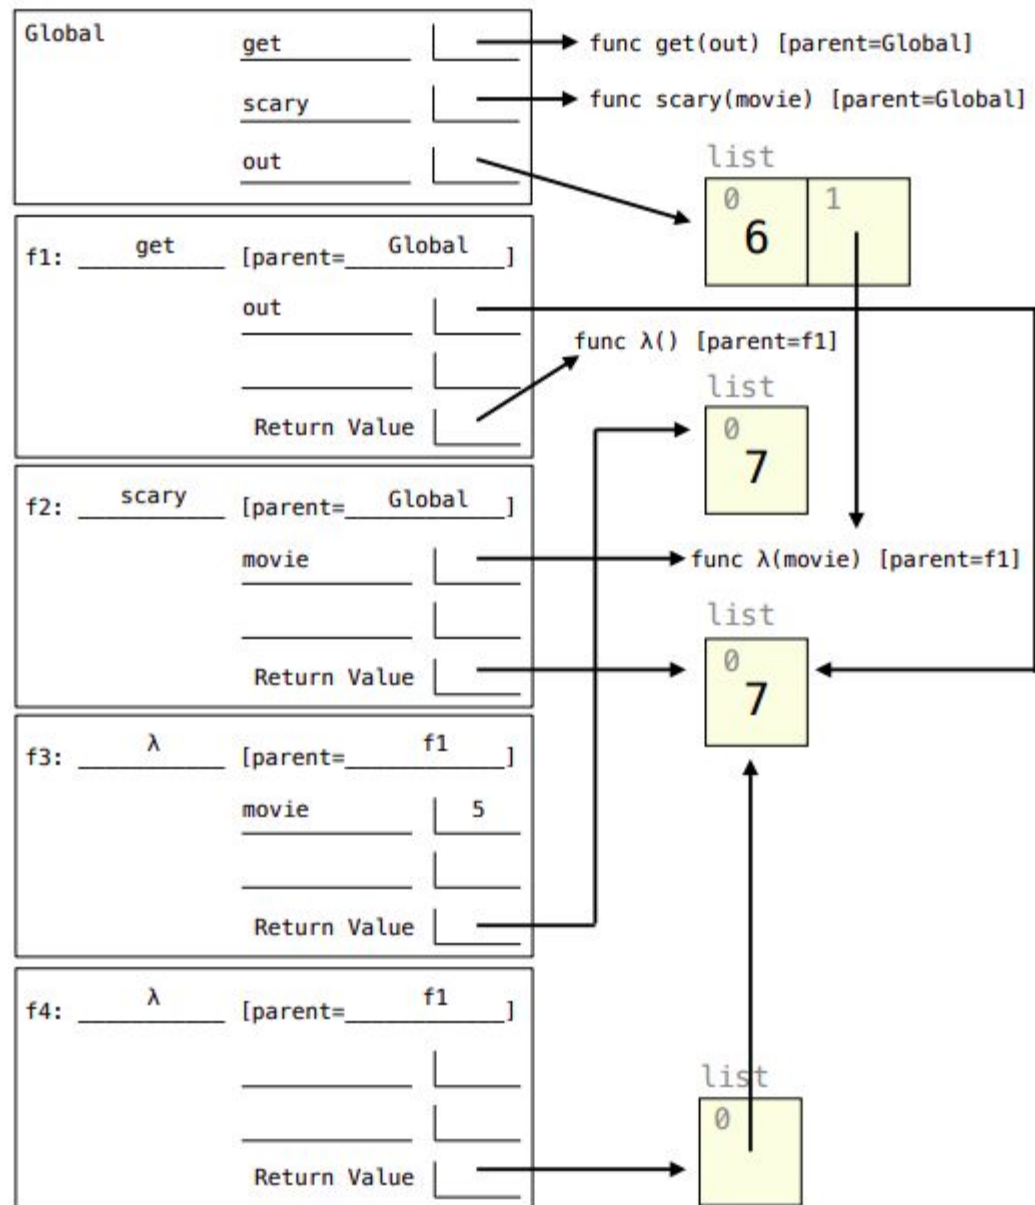 Global
get
func get(out) [parent=Global]
scary
func scary(movie) [parent=Global]
out
list
0 1
6
f1: get [parent=Global]
out
func λ() [parent=f1]
list
0
7
Return Value
f2: scary [parent=Global]
movie
func λ(movie) [parent=f1]
list
0
7
Return Value
f3: λ [parent=f1]
movie 5
Return Value
f4: λ [parent=f1]
list
0
Return Value